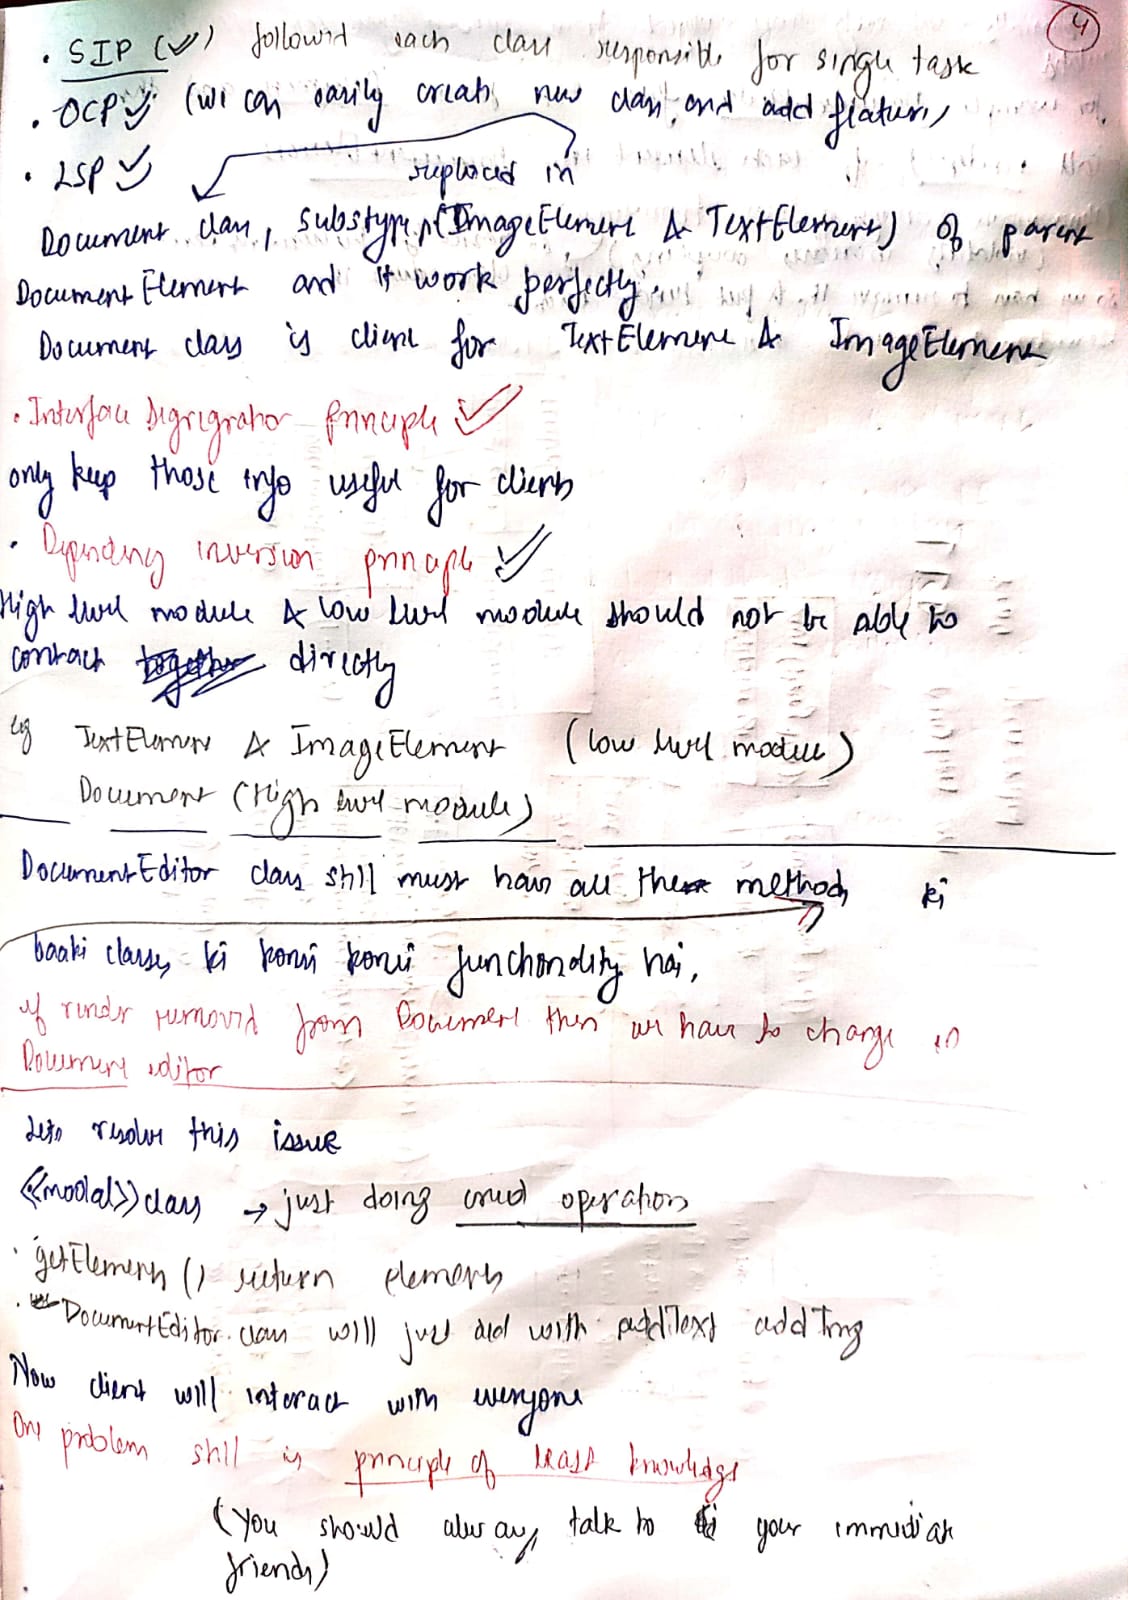 4
• SIP (✓) followed each class responsible for single task
• OCP ✓ (we can easily create new class and add features)
• LSP ✓ replaced in
Document class, substype (ImageElement & TextElement) of parent
DocumentElement and it work perfectly.
Document class is client for TextElement & ImageElement
• Interface Segregration Principle ✓
only keep those info useful for clients
• Dependency inversion principle ✓
High level module & low level module should not be able to
contact together directly
eg TextElement & ImageElement (low level module)
Document (High level module)
DocumentEditor class still must have all these methods ki
baaki classes ki konsi konsi functionality hai,
if render removed from Document then we have to change in
Document editor
Lets resolve this issue
<<modal>> class → just doing crud operations
• getElements() return elements
• DocumentEditor class will just deal with addText addImg
Now client will interact with everyone
One problem still is principle of least knowledge
(you should always talk to your immediate
friends)